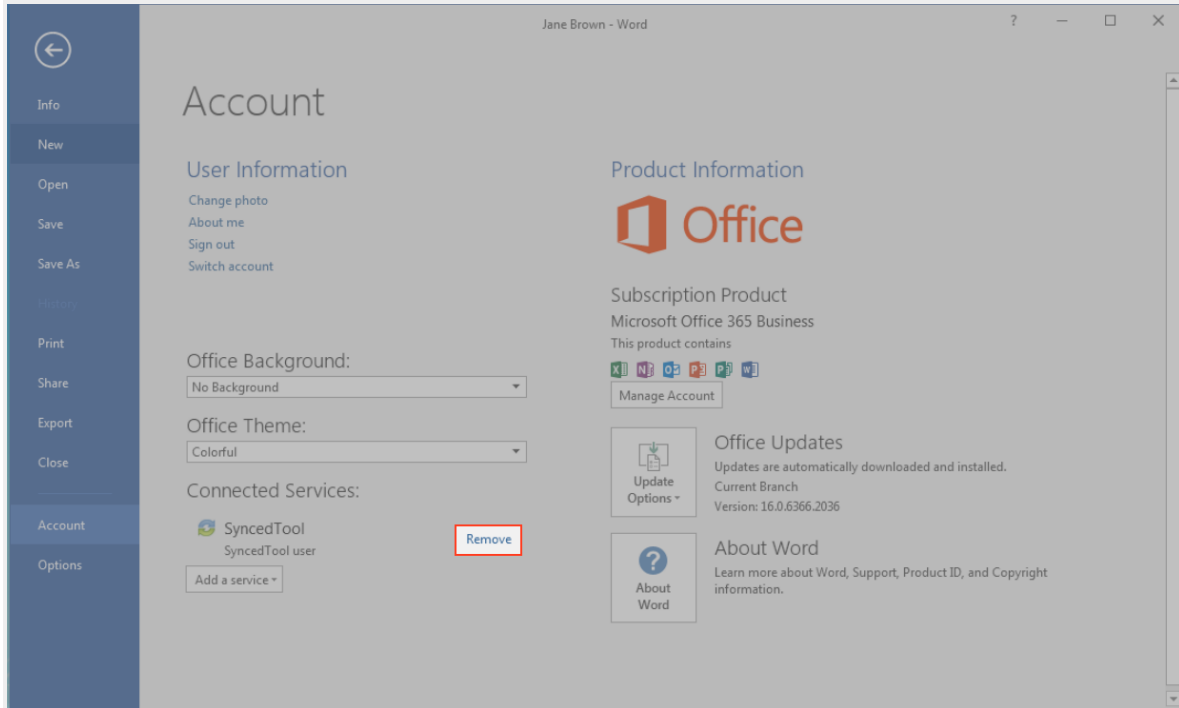 Jane Brown - Word
?
Info
New
Open
Save
Save As
History
Print
Share
Export
Close
Account
Options
Account
User Information
Change photo
About me
Sign out
Switch account
Office Background:
No Background
Office Theme:
Colorful
Connected Services:
SyncedTool
SyncedTool user
Remove
Add a service
Product Information
Office
Subscription Product
Microsoft Office 365 Business
This product contains
Manage Account
Update
Options
Office Updates
Updates are automatically downloaded and installed.
Current Branch
Version: 16.0.6366.2036
?
About
Word
About Word
Learn more about Word, Support, Product ID, and Copyright
information.